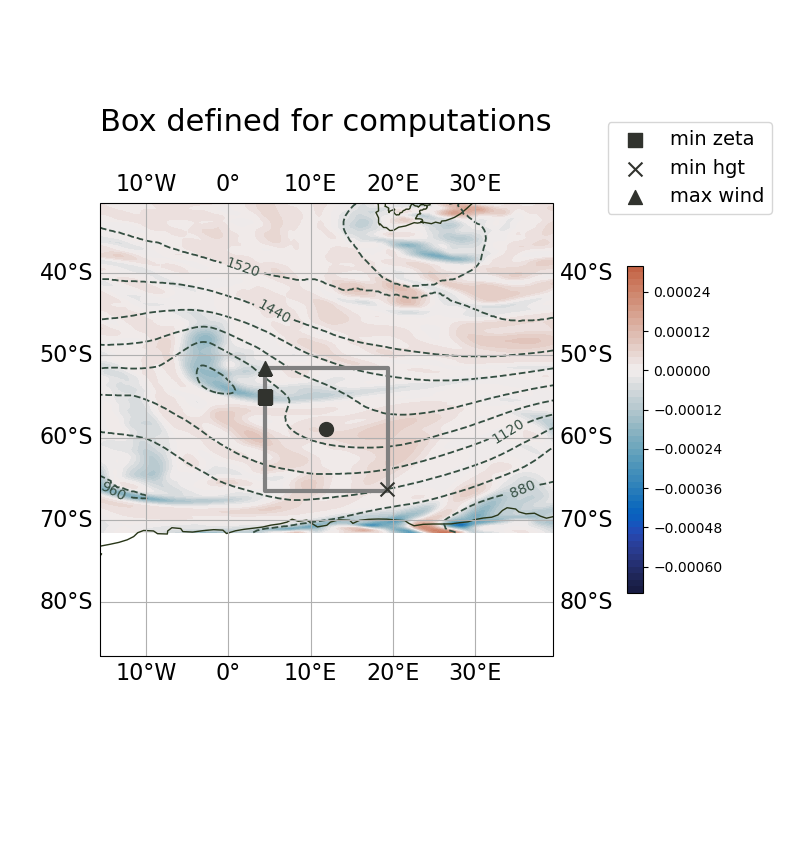 Box defined for computations
min zeta
min hgt
max wind
10°W 0° 10°E 20°E 30°E
40°S 40°S
50°S 50°S
60°S 60°S
70°S 70°S
80°S 80°S
10°W 0° 10°E 20°E 30°E
1520
1440
1120
960
880
0.00024
0.00012
0.00000
−0.00012
−0.00024
−0.00036
−0.00048
−0.00060